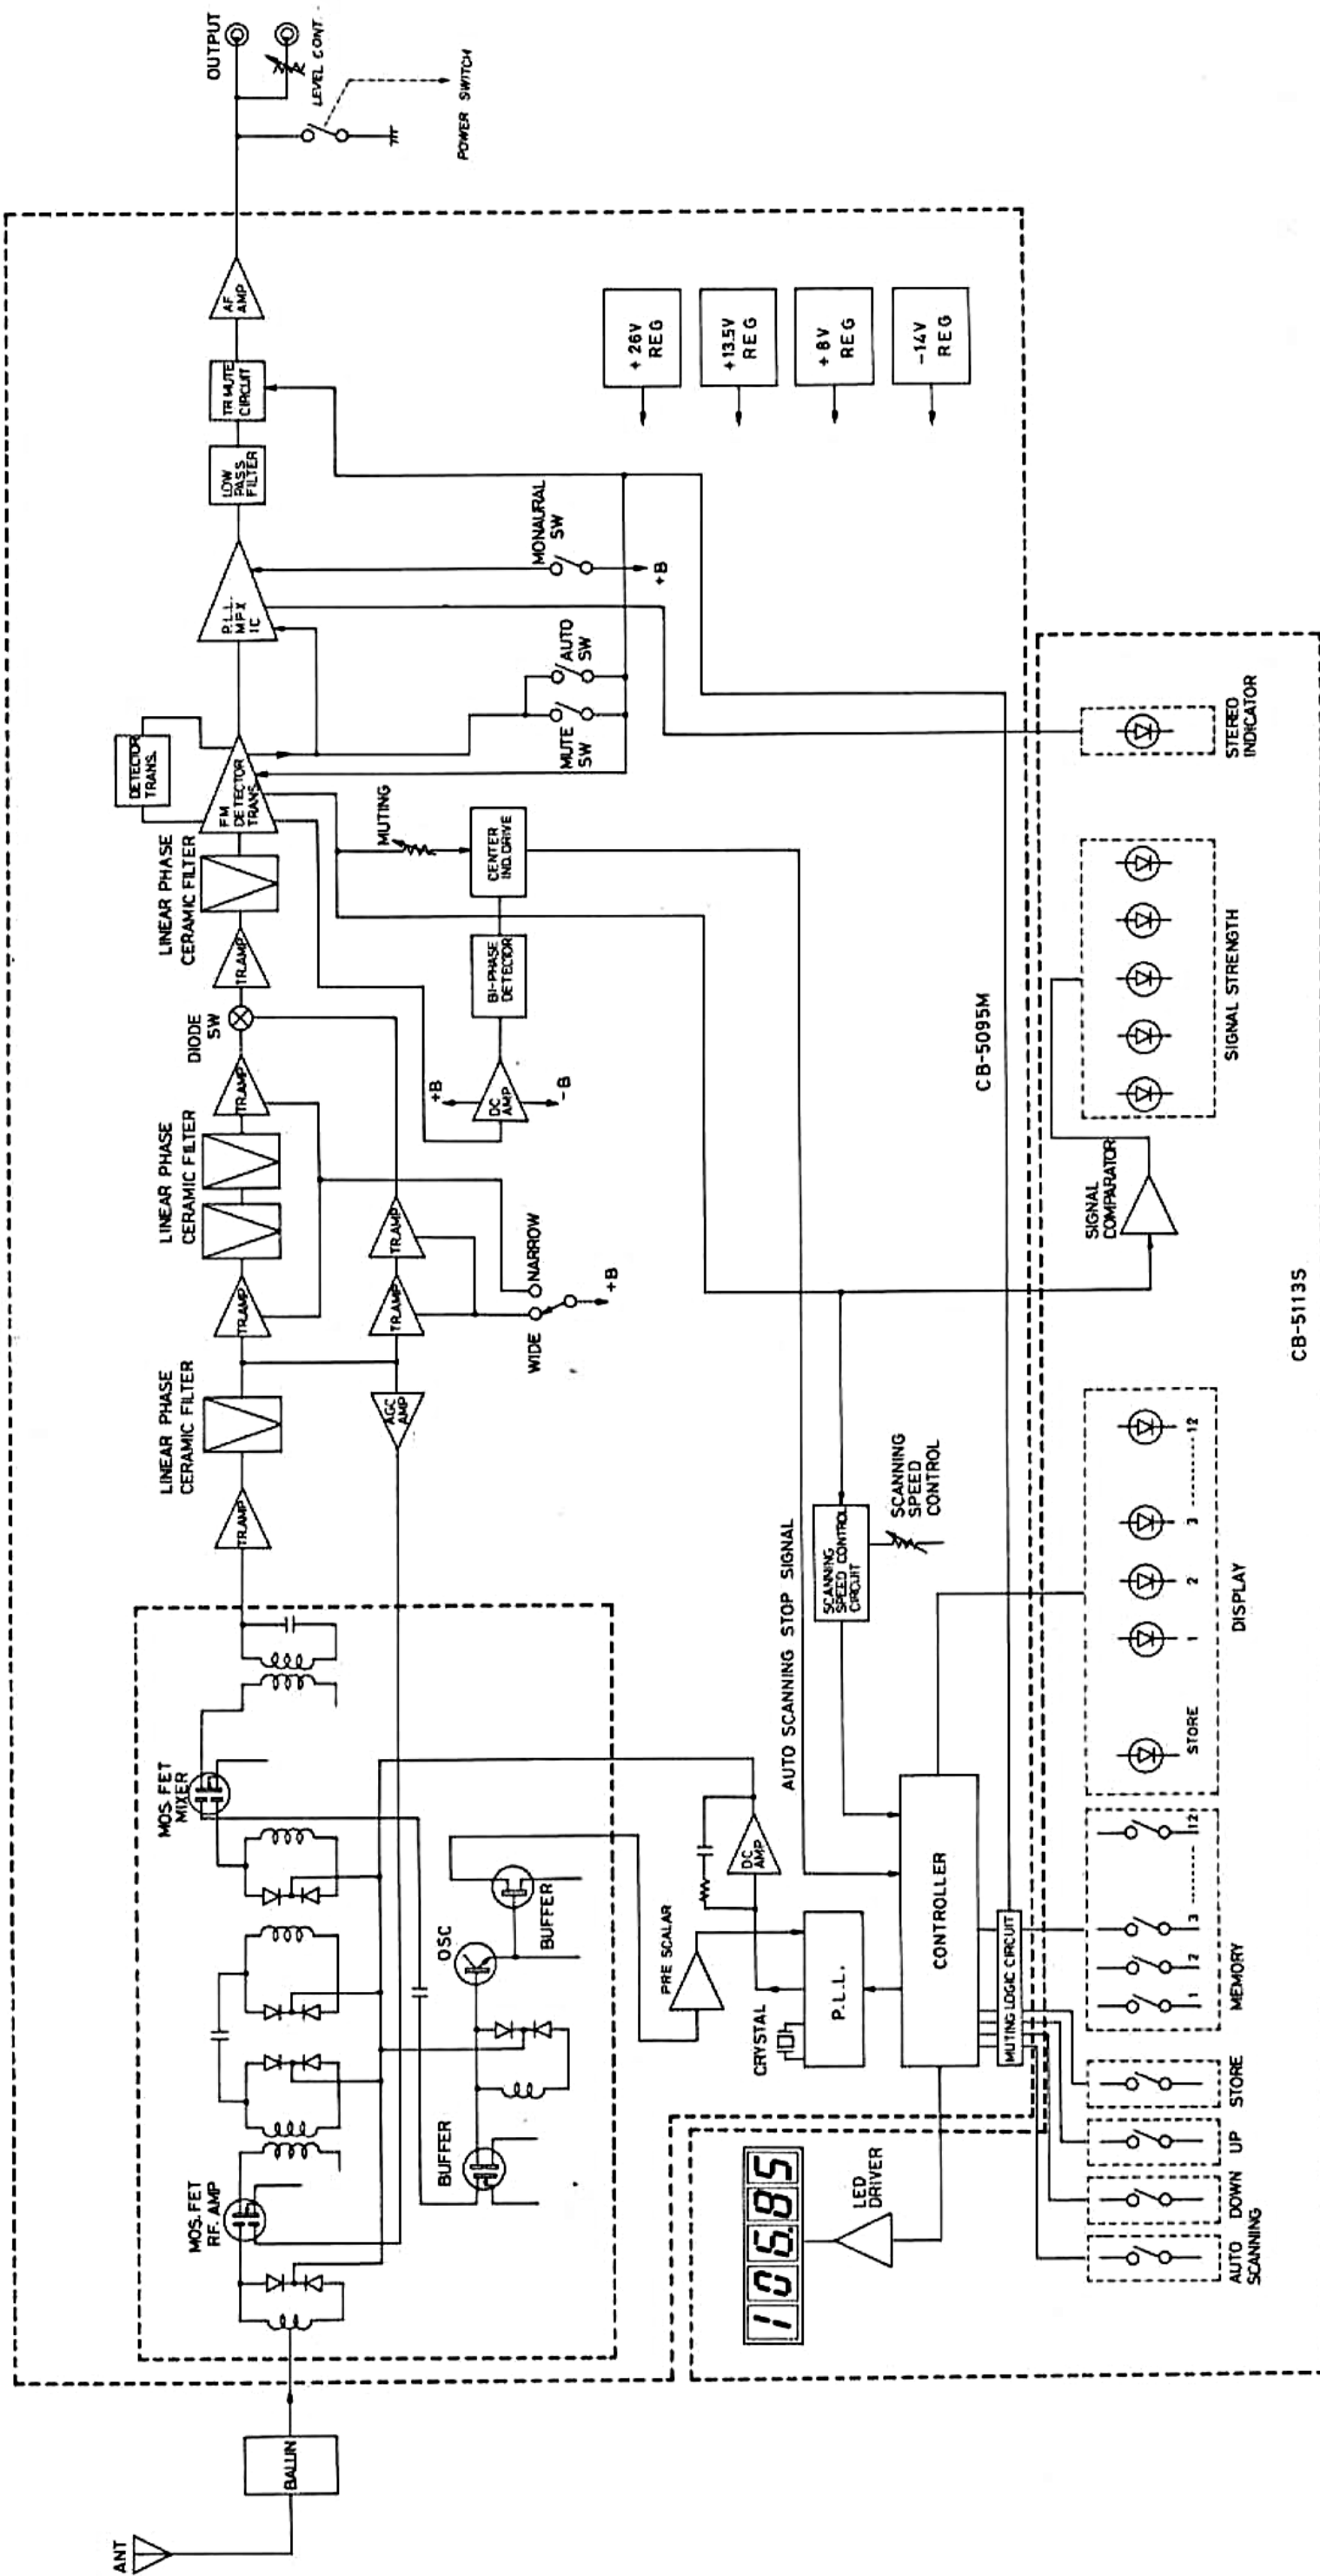 ANT
BALUN
MOS. FET
RF. AMP
MOS. FET
MIXER
BUFFER
OSC
BUFFER
TR.AMP
LINEAR PHASE
CERAMIC FILTER
TR.AMP
LINEAR PHASE
CERAMIC FILTER
TR.AMP
DIODE
SW
TR.AMP
LINEAR PHASE
CERAMIC FILTER
DETECTOR
TRANS.
FM
DETECTOR
TRANS.
P.L.L.
MPX
IC
LOW
PASS
FILTER
TR MUTE
CIRCUIT
AF
AMP
OUTPUT
LEVEL CONT.
POWER SWITCH
AGC
AMP
TR.AMP
TR.AMP
WIDE
NARROW
+B
DC
AMP
+B
-B
BI-PHASE
DETECTOR
CENTER
IND. DRIVE
MUTING
MUTE
SW
AUTO
SW
MONAURAL
SW
+B
+26V
REG
+13.5V
REG
+8V
REG
-14V
REG
PRE SCALAR
CRYSTAL
P.L.L.
DC
AMP
AUTO SCANNING STOP SIGNAL
SCANNING
SPEED CONTROL
CIRCUIT
SCANNING
SPEED
CONTROL
CONTROLLER
MUTING LOGIC CIRCUIT
CB-5095M
106.85
LED
DRIVER
AUTO
SCANNING
DOWN
UP
STORE
1 2 3 -------- 12
MEMORY
STORE
1 2 3 -------- 12
DISPLAY
SIGNAL
COMPARATOR
SIGNAL STRENGTH
STEREO
INDICATOR
CB-5113S